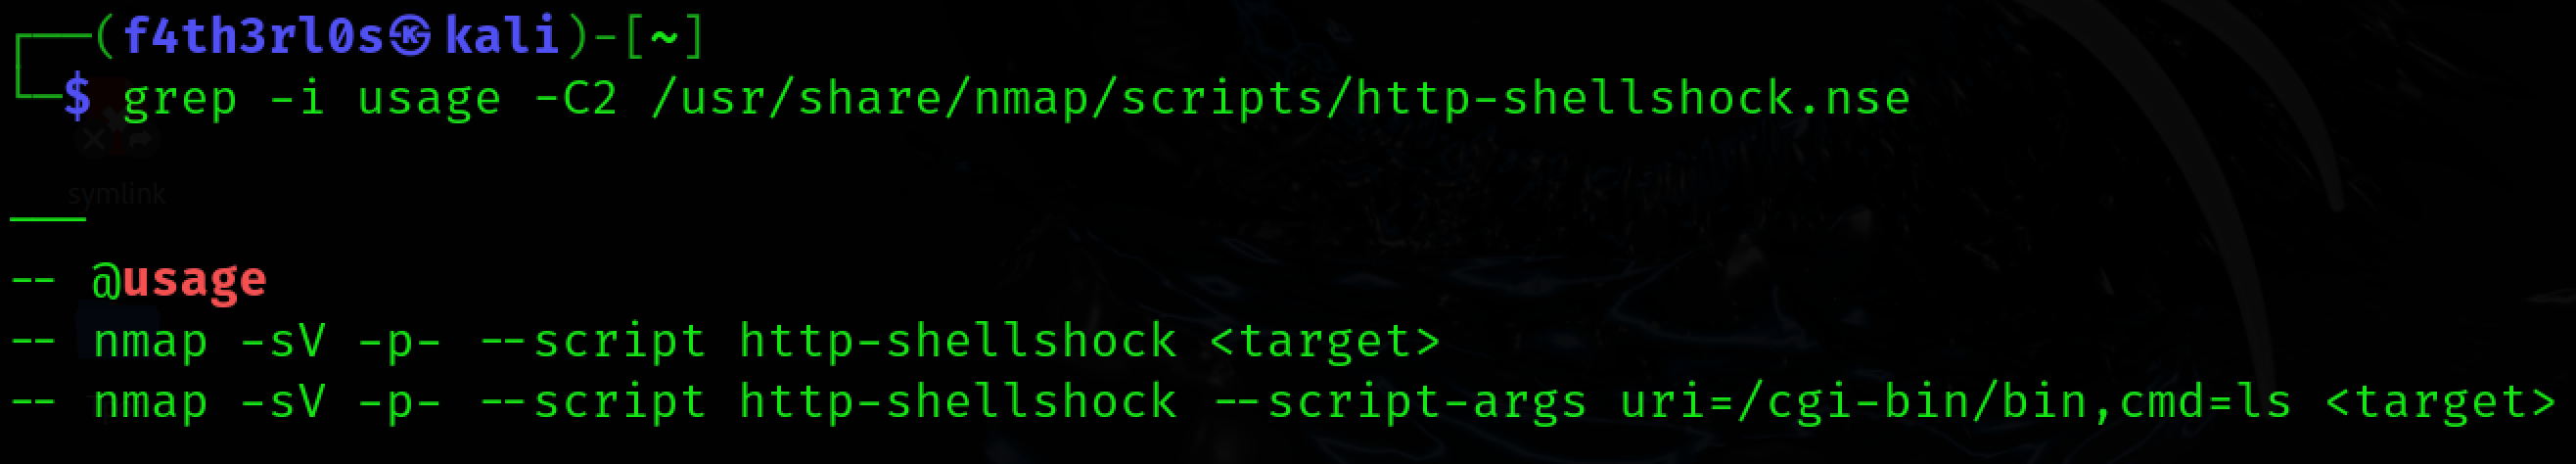 ┌──(f4th3rl0s㉿kali)-[~]
└─$ grep -i usage -C2 /usr/share/nmap/scripts/http-shellshock.nse
symlink
---
-- @usage
-- nmap -sV -p- --script http-shellshock <target>
-- nmap -sV -p- --script http-shellshock --script-args uri=/cgi-bin/bin,cmd=ls <target>